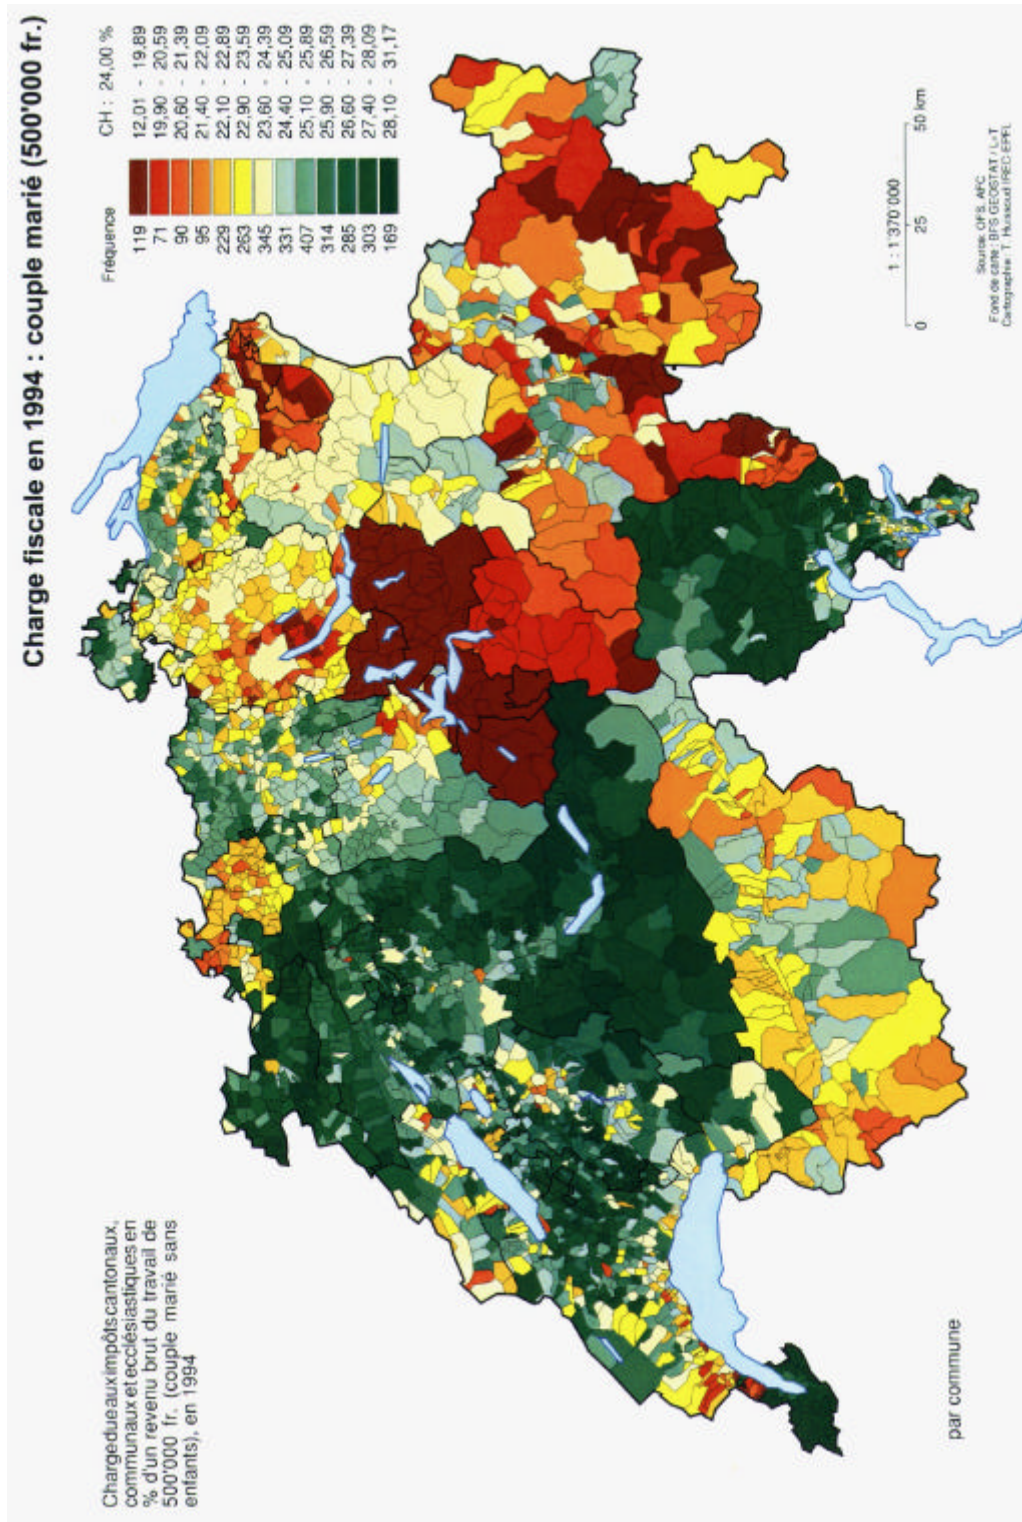 Charge fiscale en 1994 : couple marié (500'000 fr.)
Chargedueauximpôtscantonaux,
communaux et ecclésiastiques en
% d'un revenu brut du travail de
500'000 fr. (couple marié sans
enfants), en 1994
Fréquence
CH : 24,00 %
119 12,01 - 19,89
71 19,90 - 20,59
90 20,60 - 21,39
95 21,40 - 22,09
229 22,10 - 22,89
263 22,90 - 23,59
345 23,60 - 24,39
331 24,40 - 25,09
407 25,10 - 25,89
314 25,90 - 26,59
285 26,60 - 27,39
303 27,40 - 28,09
169 28,10 - 31,17
par commune
1 : 1'370'000
0 25 50 km
Source: OFS, AFC
Fond de carte : BFS GEOSTAT / L+T
Cartographie : T. Hurasoud IREC-EPFL